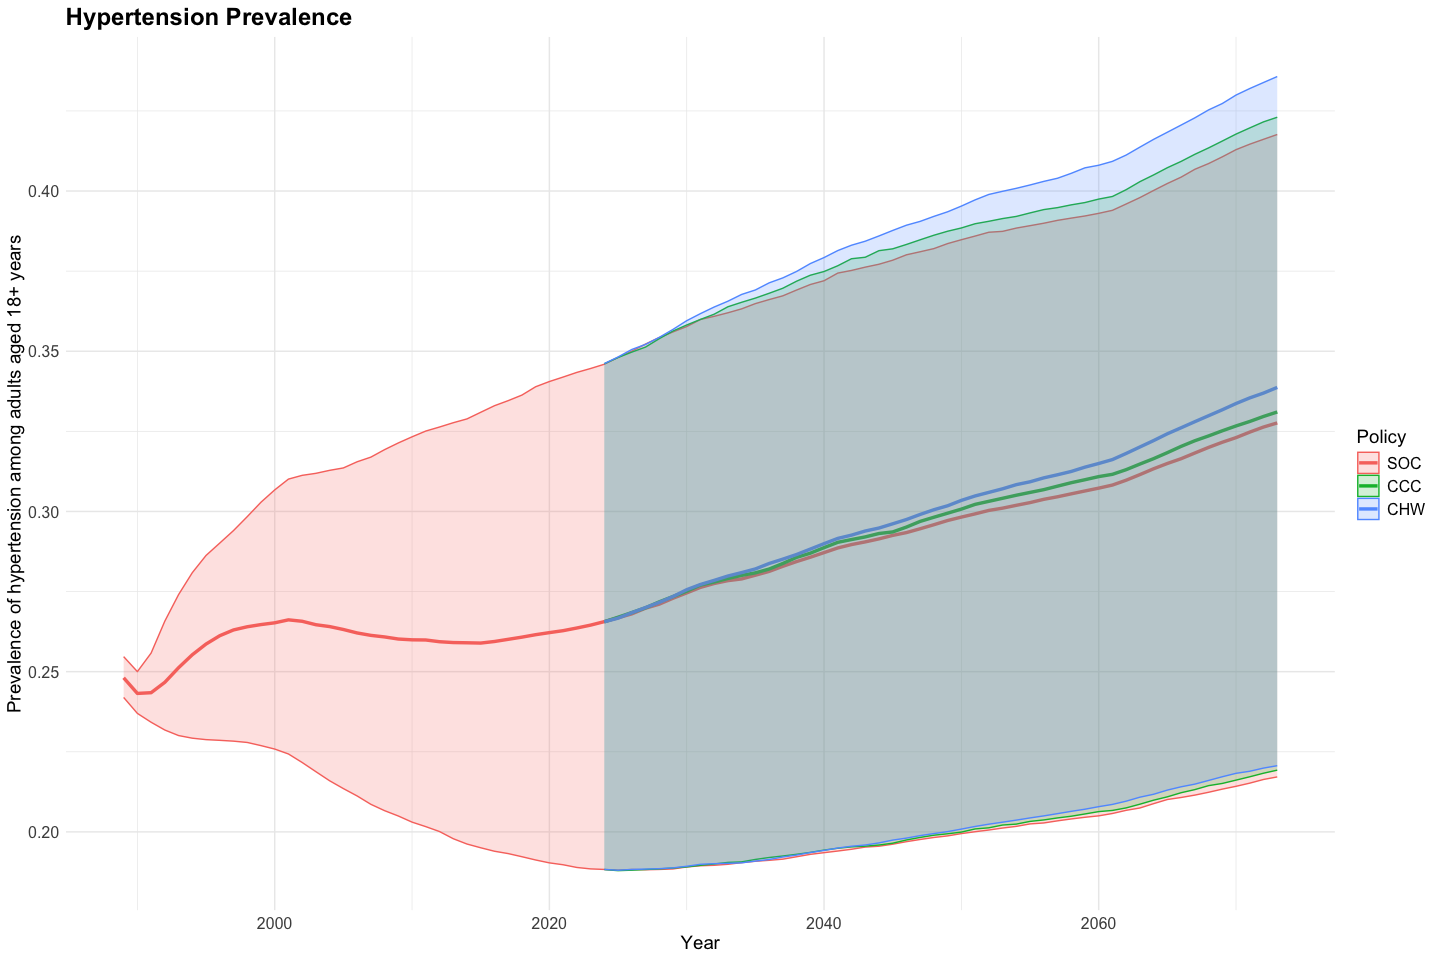 Hypertension Prevalence
Prevalence of hypertension among adults aged 18+ years
0.40
0.35
0.30
0.25
0.20
2000
2020
2040
2060
Year
Policy
SOC
CCC
CHW